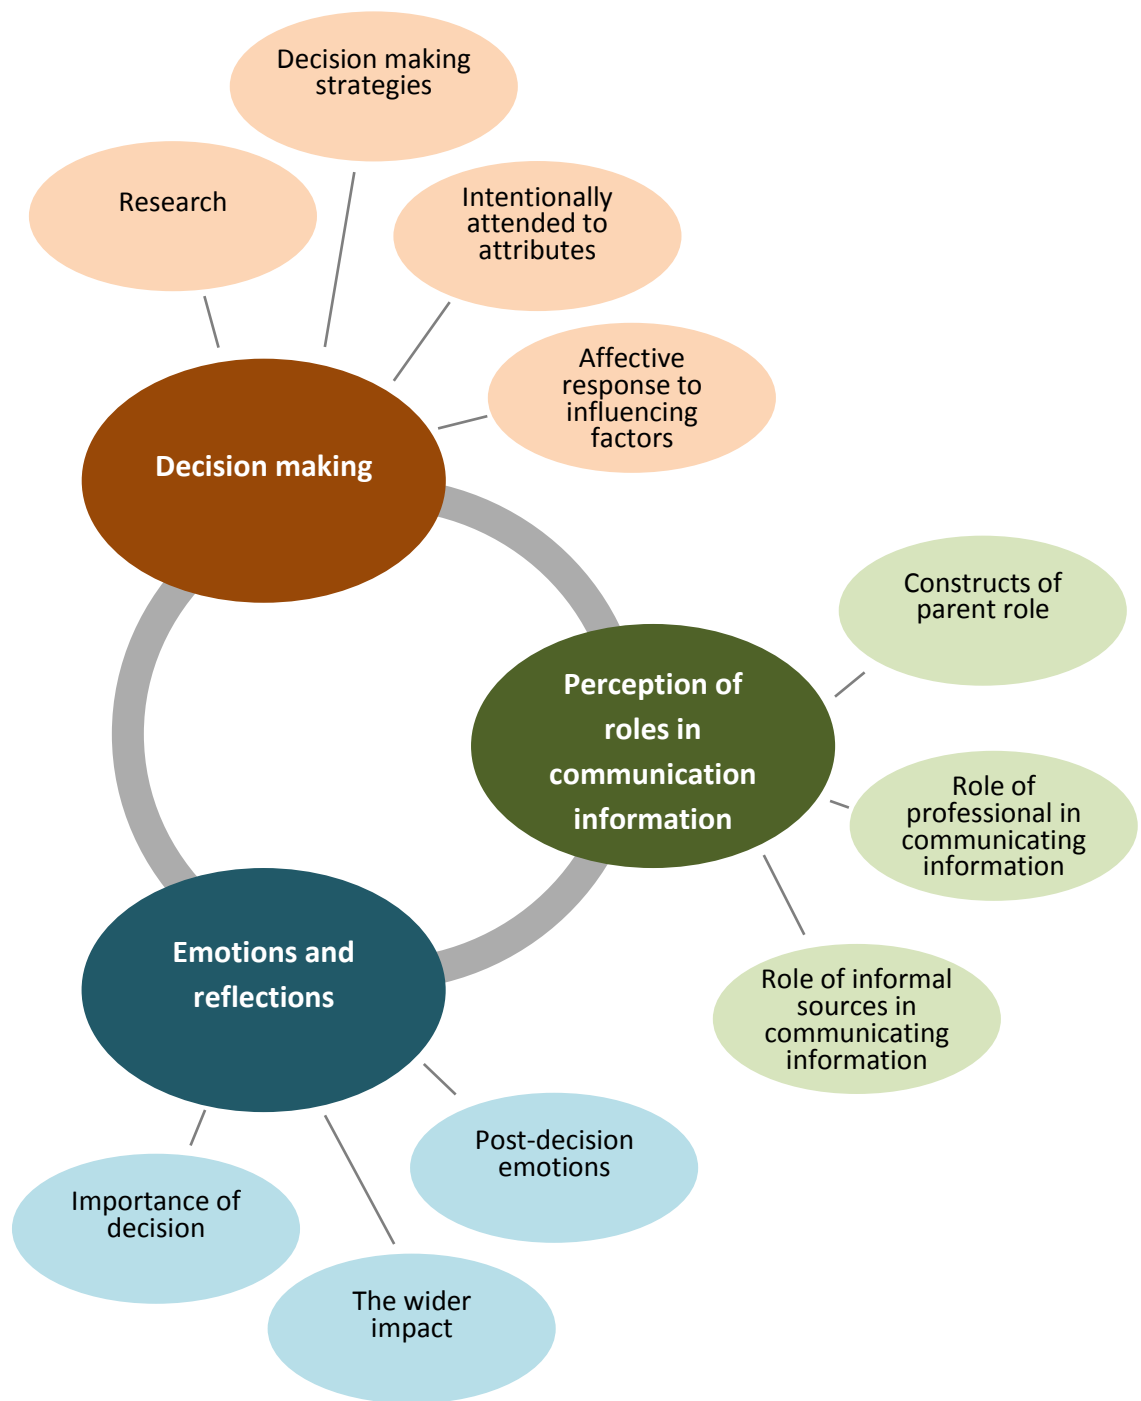 Decision making
strategies
Research
Intentionally
attended to
attributes
Affective
response to
influencing
factors
Decision making
Constructs of
parent role
Perception of
roles in
communication
information
Role of
professional in
communicating
information
Emotions and
reflections
Role of informal
sources in
communicating
information
Post-decision
emotions
Importance of
decision
The wider
impact